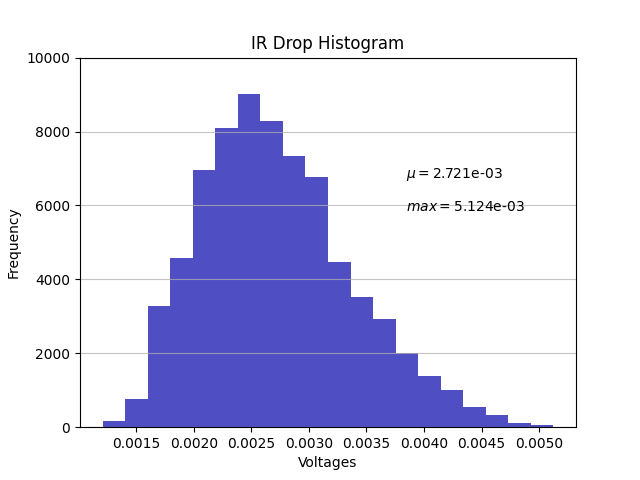 IR Drop Histogram
10000
8000
6000
4000
2000
0
Frequency
μ = 2.721e-03
max = 5.124e-03
0.0015 0.0020 0.0025 0.0030 0.0035 0.0040 0.0045 0.0050
Voltages